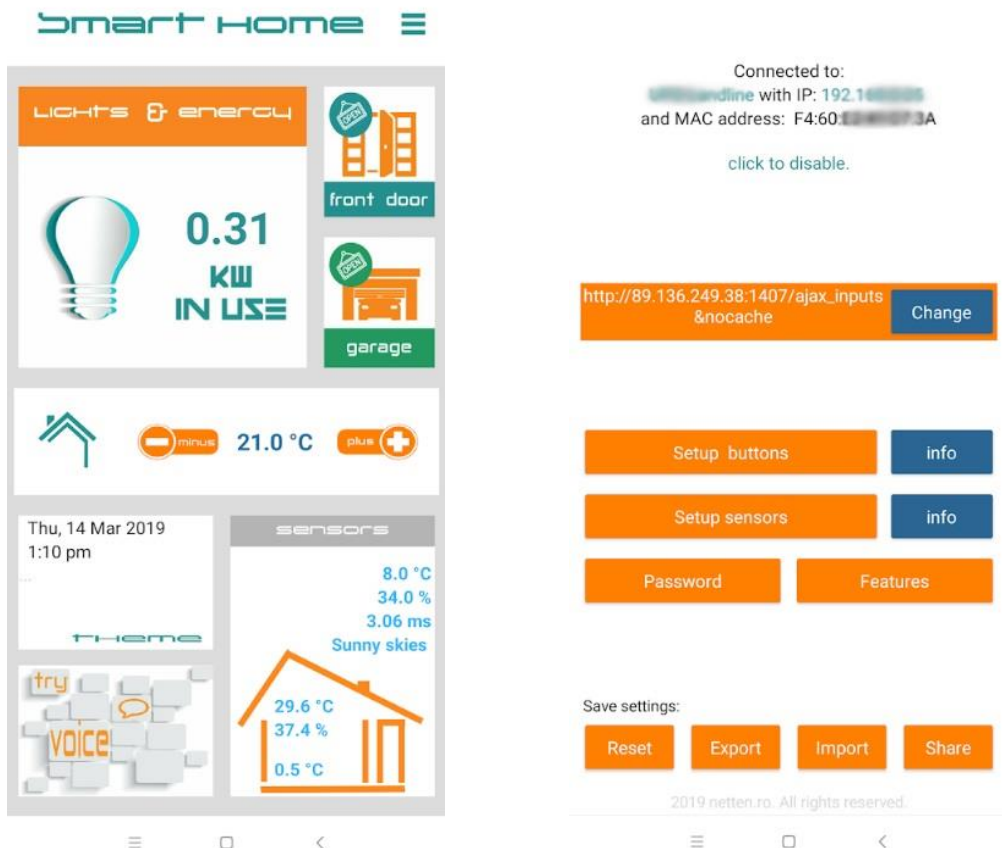 Smart Home
Lights & energy
OPEN
front door
0.31
KW
IN USE
OPEN
garage
minus
21.0 °C
plus
Thu, 14 Mar 2019
1:10 pm
...
THeme
sensors
8.0 °C
34.0 %
3.06 ms
Sunny skies
29.6 °C
37.4 %
0.5 °C
try
voice
Connected to:
with IP: 192.
and MAC address: F4:60: 3A
click to disable.
http://89.136.249.38:1407/ajax_inputs
&nocache
Change
Setup buttons
info
Setup sensors
info
Password
Features
Save settings:
Reset
Export
Import
Share
2019 netten.ro. All rights reserved.